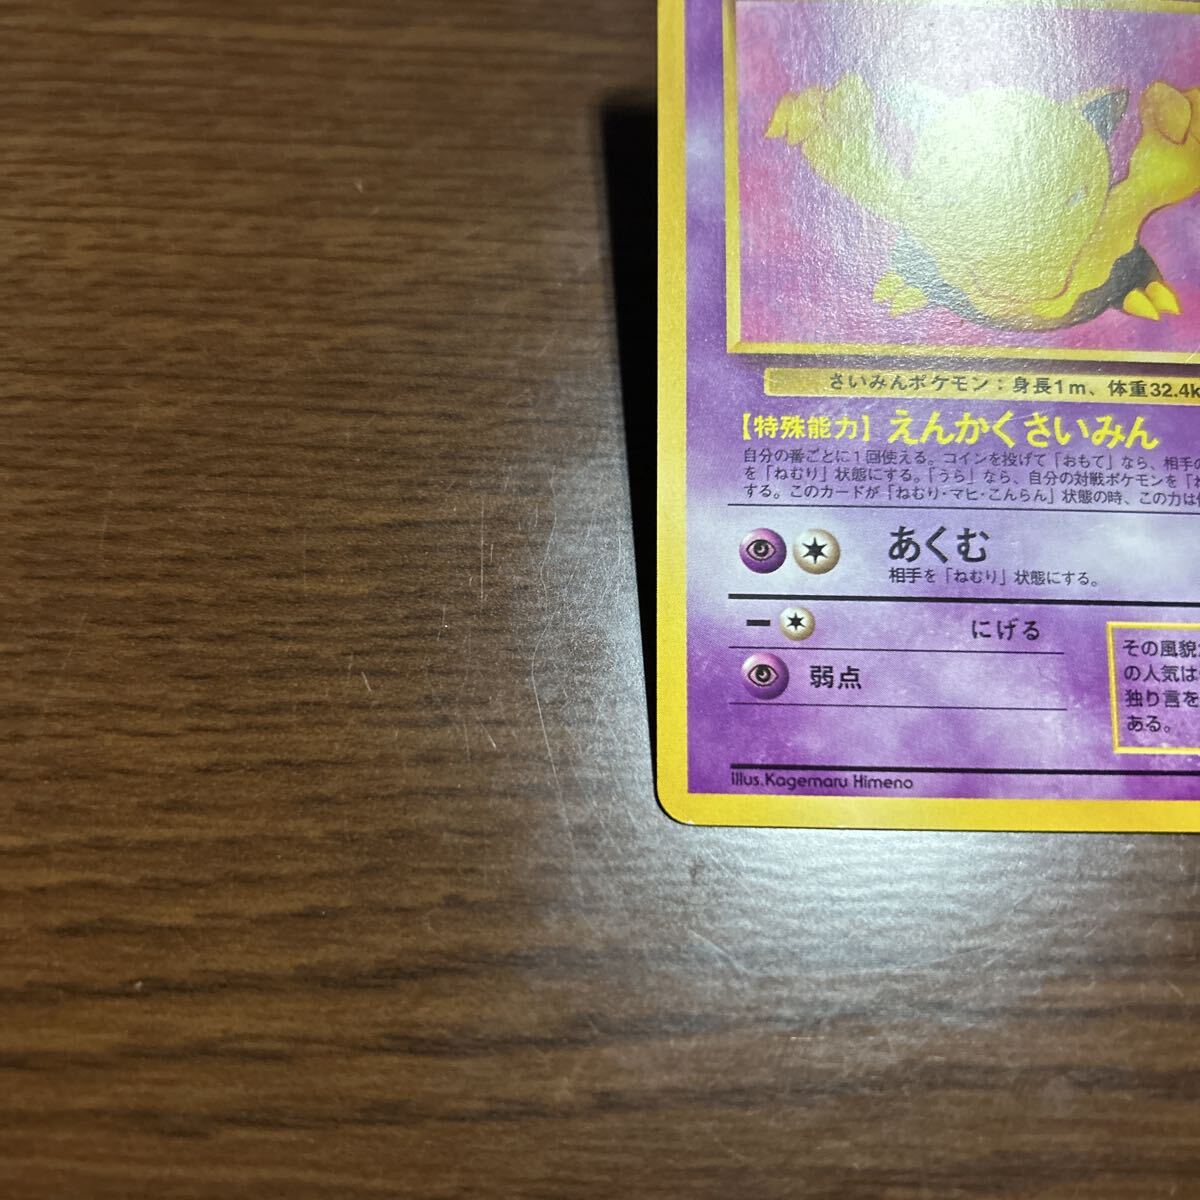 さいみんポケモン：身長1m、体重32.4k
【特殊能力】えんかくさいみん
自分の番ごとに1回使える。コインを投げて「おもて」なら、相手の
を「ねむり」状態にする。「うら」なら、自分の対戦ポケモンを「ね
する。このカードが「ねむり・マヒ・こんらん」状態の時、この力は
あくむ
相手を「ねむり」状態にする。
にげる
弱点
その風貌
の人気は
独り言を
ある。
illus.Kagemaru Himeno